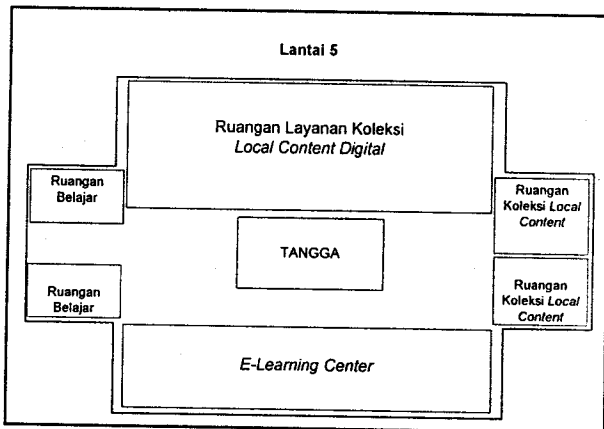 Lantai 5
Ruangan Layanan Koleksi
Local Content Digital
Ruangan
Belajar
Ruangan
Koleksi Local
Content
TANGGA
Ruangan
Belajar
Ruangan
Koleksi Local
Content
E-Learning Center